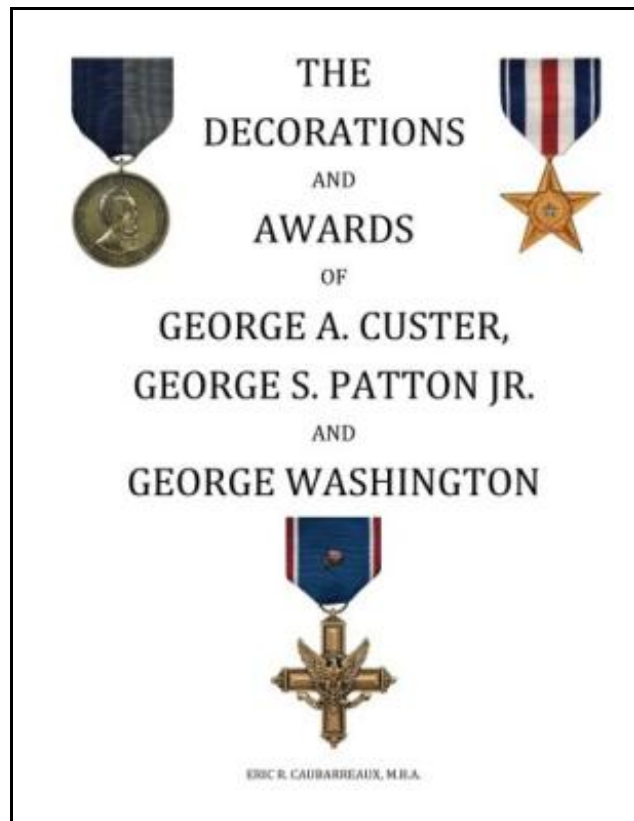 THE
DECORATIONS
AND
AWARDS
OF
GEORGE A. CUSTER,
GEORGE S. PATTON JR.
AND
GEORGE WASHINGTON
ERIC R. CAUBARREAUX, M.H.A.